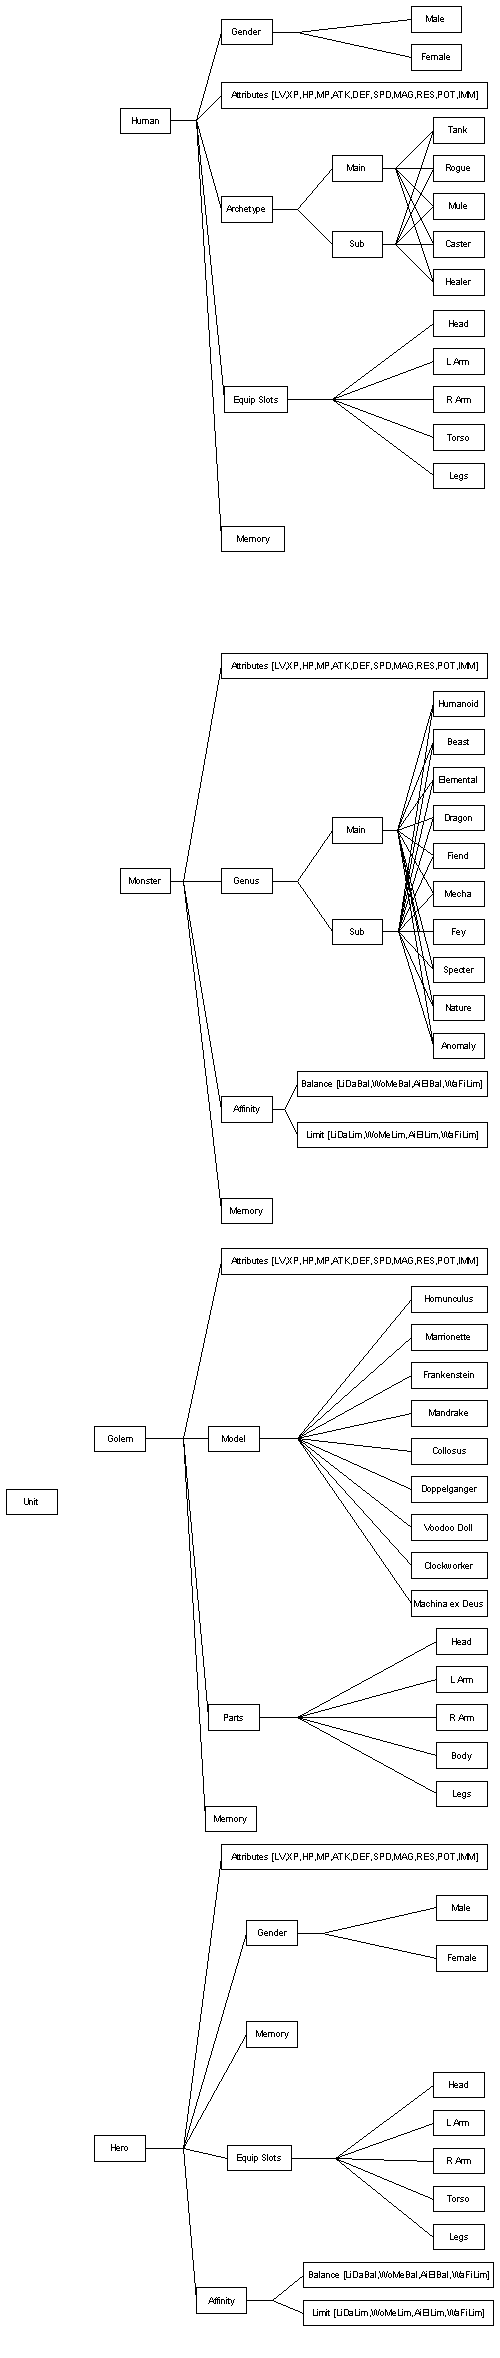 Male
Gender
Female
Attributes [LV,XP,HP,MP,ATK,DEF,SPD,MAG,RES,POT,IMM]
Human
Tank
Main
Rogue
Mule
Archetype
Sub
Caster
Healer
Head
L Arm
Equip Slots
R Arm
Torso
Legs
Memory
Attributes [LV,XP,HP,MP,ATK,DEF,SPD,MAG,RES,POT,IMM]
Humanoid
Beast
Elemental
Dragon
Main
Fiend
Monster
Genus
Mecha
Sub
Fey
Specter
Nature
Anomaly
Balance [LiDaBal,WoMeBal,AiElBal,WaFiLim]
Affinity
Limit [LiDaLim,WoMeLim,AiElLim,WaFiLim]
Memory
Attributes [LV,XP,HP,MP,ATK,DEF,SPD,MAG,RES,POT,IMM]
Homunculus
Marrionette
Frankenstein
Mandrake
Golem
Model
Collosus
Doppelganger
Unit
Voodoo Doll
Clockworker
Machina ex Deus
Head
L Arm
Parts
R Arm
Body
Legs
Memory
Attributes [LV,XP,HP,MP,ATK,DEF,SPD,MAG,RES,POT,IMM]
Male
Gender
Female
Memory
Head
L Arm
Hero
Equip Slots
R Arm
Torso
Legs
Balance [LiDaBal,WoMeBal,AiElBal,WaFiLim]
Affinity
Limit [LiDaLim,WoMeLim,AiElLim,WaFiLim]